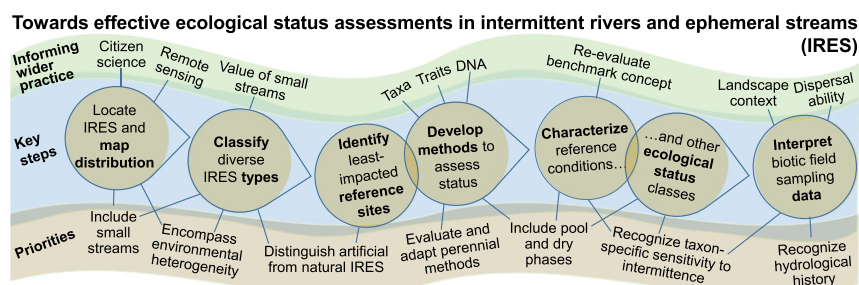 Towards effective ecological status assessments in intermittent rivers and ephemeral streams
(IRES)
Informing
wider
practice
Citizen
science
Remote
sensing
Value of small
streams
Taxa
Traits
DNA
Re-evaluate
benchmark concept
Landscape
context
Dispersal
ability
Key
steps
Locate
IRES and
map
distribution
Classify
diverse
IRES types
Identify
least-
impacted
reference
sites
Develop
methods to
assess
status
Characterize
reference
conditions...
...and other
ecological
status
classes
Interpret
biotic field
sampling
data
Priorities
Include
small
streams
Encompass
environmental
heterogeneity
Distinguish artificial
from natural IRES
Evaluate and
adapt perennial
methods
Include pool
and dry
phases
Recognize taxon-
specific sensitivity to
intermittence
Recognize
hydrological
history